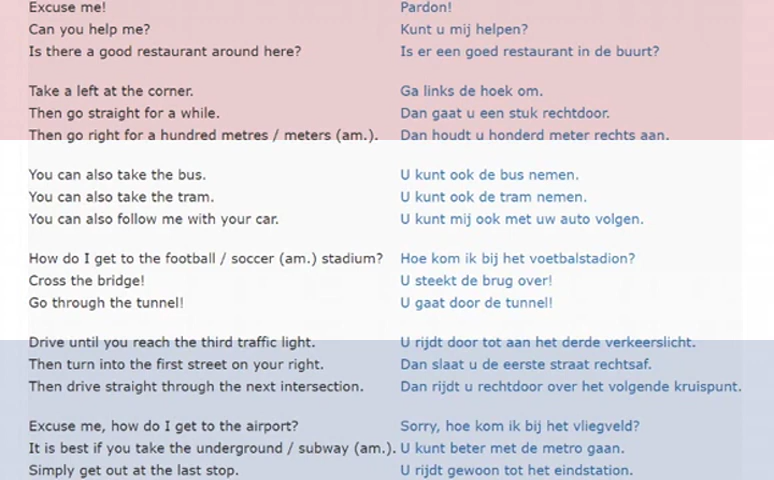 Excuse me! Pardon!
Can you help me? Kunt u mij helpen?
Is there a good restaurant around here? Is er een goed restaurant in de buurt?
Take a left at the corner. Ga links de hoek om.
Then go straight for a while. Dan gaat u een stuk rechtdoor.
Then go right for a hundred metres / meters (am.). Dan houdt u honderd meter rechts aan.
You can also take the bus. U kunt ook de bus nemen.
You can also take the tram. U kunt ook de tram nemen.
You can also follow me with your car. U kunt mij ook met uw auto volgen.
How do I get to the football / soccer (am.) stadium? Hoe kom ik bij het voetbalstadion?
Cross the bridge! U steekt de brug over!
Go through the tunnel! U gaat door de tunnel!
Drive until you reach the third traffic light. U rijdt door tot aan het derde verkeerslicht.
Then turn into the first street on your right. Dan slaat u de eerste straat rechtsaf.
Then drive straight through the next intersection. Dan rijdt u rechtdoor over het volgende kruispunt.
Excuse me, how do I get to the airport? Sorry, hoe kom ik bij het vliegveld?
It is best if you take the underground / subway (am.). U kunt beter met de metro gaan.
Simply get out at the last stop. U rijdt gewoon tot het eindstation.